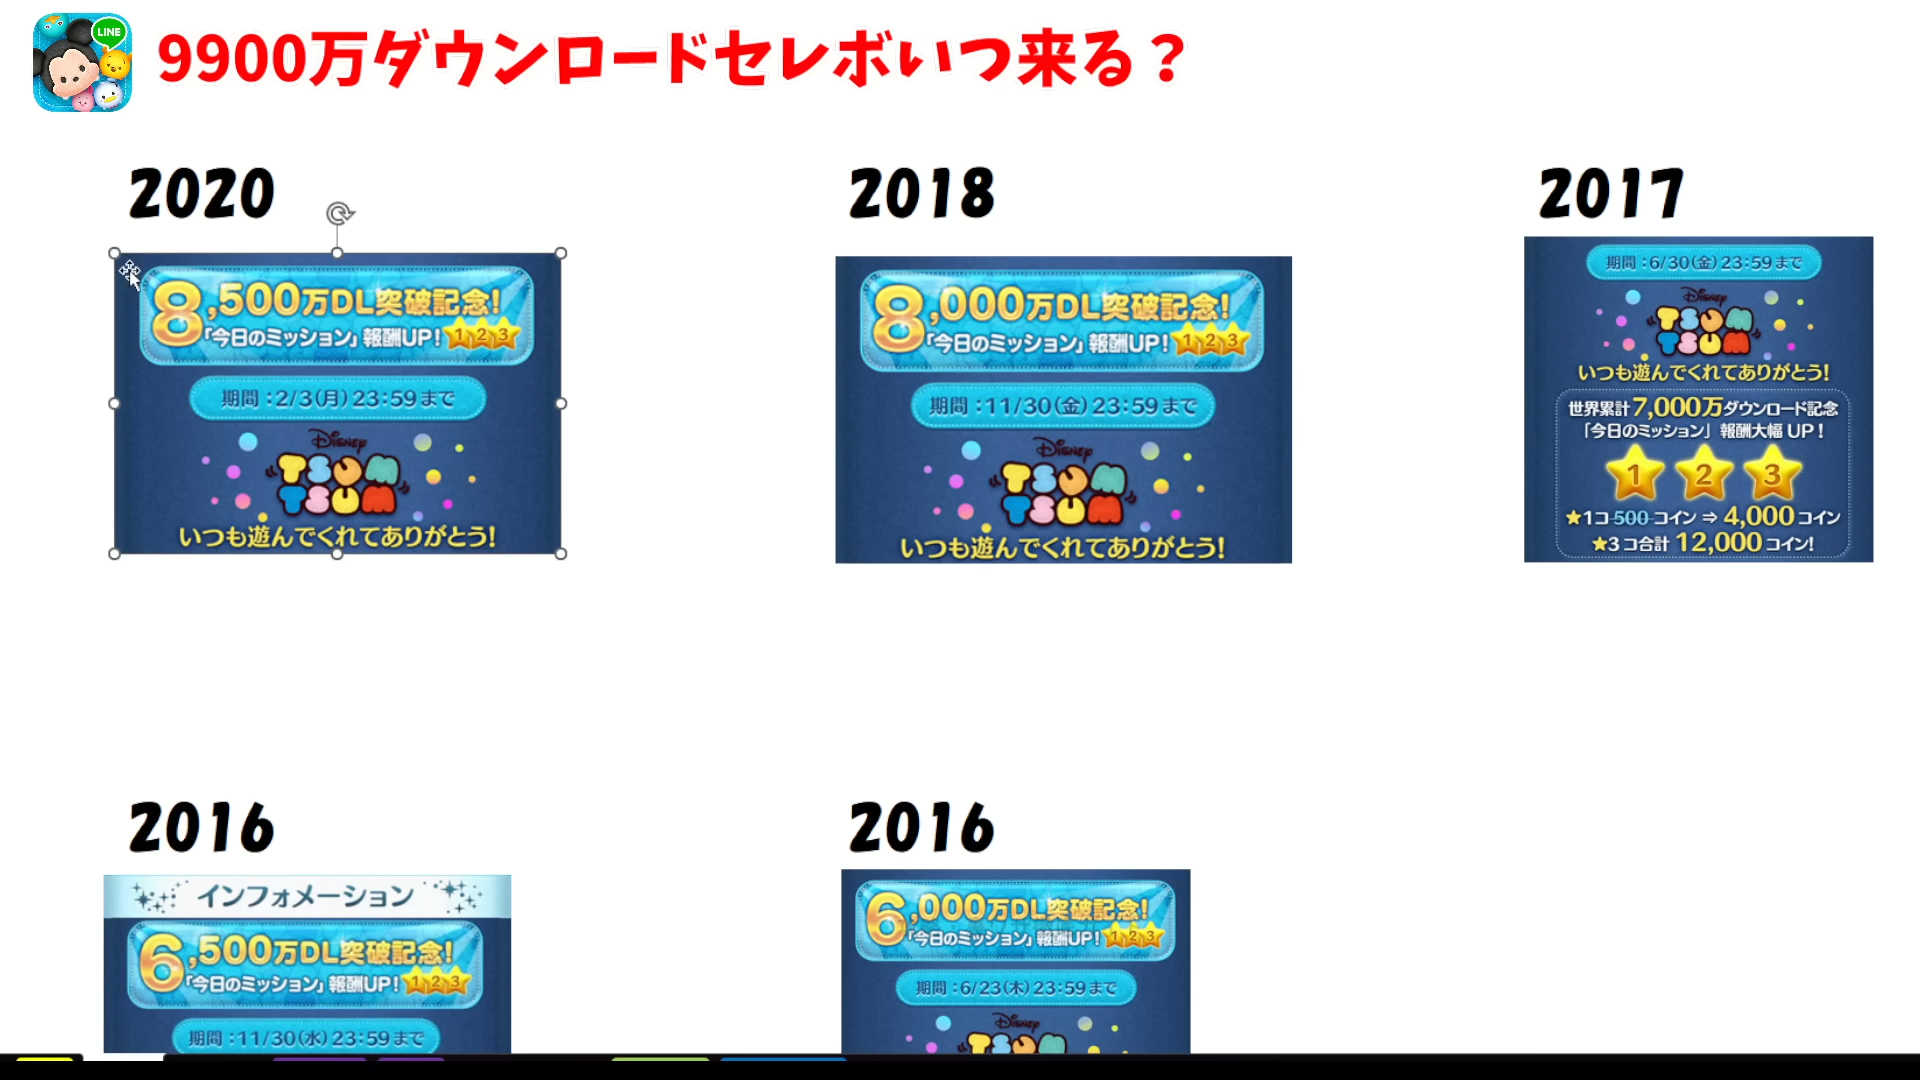 LINE
9900万ダウンロードセレボいつ来る?
2020
8,500万DL突破記念!
「今日のミッション」報酬UP! 1 2 3
期間:2/3(月)23:59まで
Disney
TSUM
TSUM
いつも遊んでくれてありがとう!
2018
8,000万DL突破記念!
「今日のミッション」報酬UP! 1 2 3
期間:11/30(金)23:59まで
Disney
TSUM
TSUM
いつも遊んでくれてありがとう!
2017
期間:6/30(金)23:59まで
Disney
TSUM
TSUM
いつも遊んでくれてありがとう!
世界累計7,000万ダウンロード記念
「今日のミッション」報酬大幅UP!
1 2 3
★1コ 500 コイン ⇒ 4,000コイン
★3コ合計 12,000コイン!
2016
インフォメーション
6,500万DL突破記念!
「今日のミッション」報酬UP! 1 2 3
期間:11/30(水)23:59まで
2016
6,000万DL突破記念!
「今日のミッション」報酬UP! 1 2 3
期間:6/23(木)23:59まで
Disney
TSUM